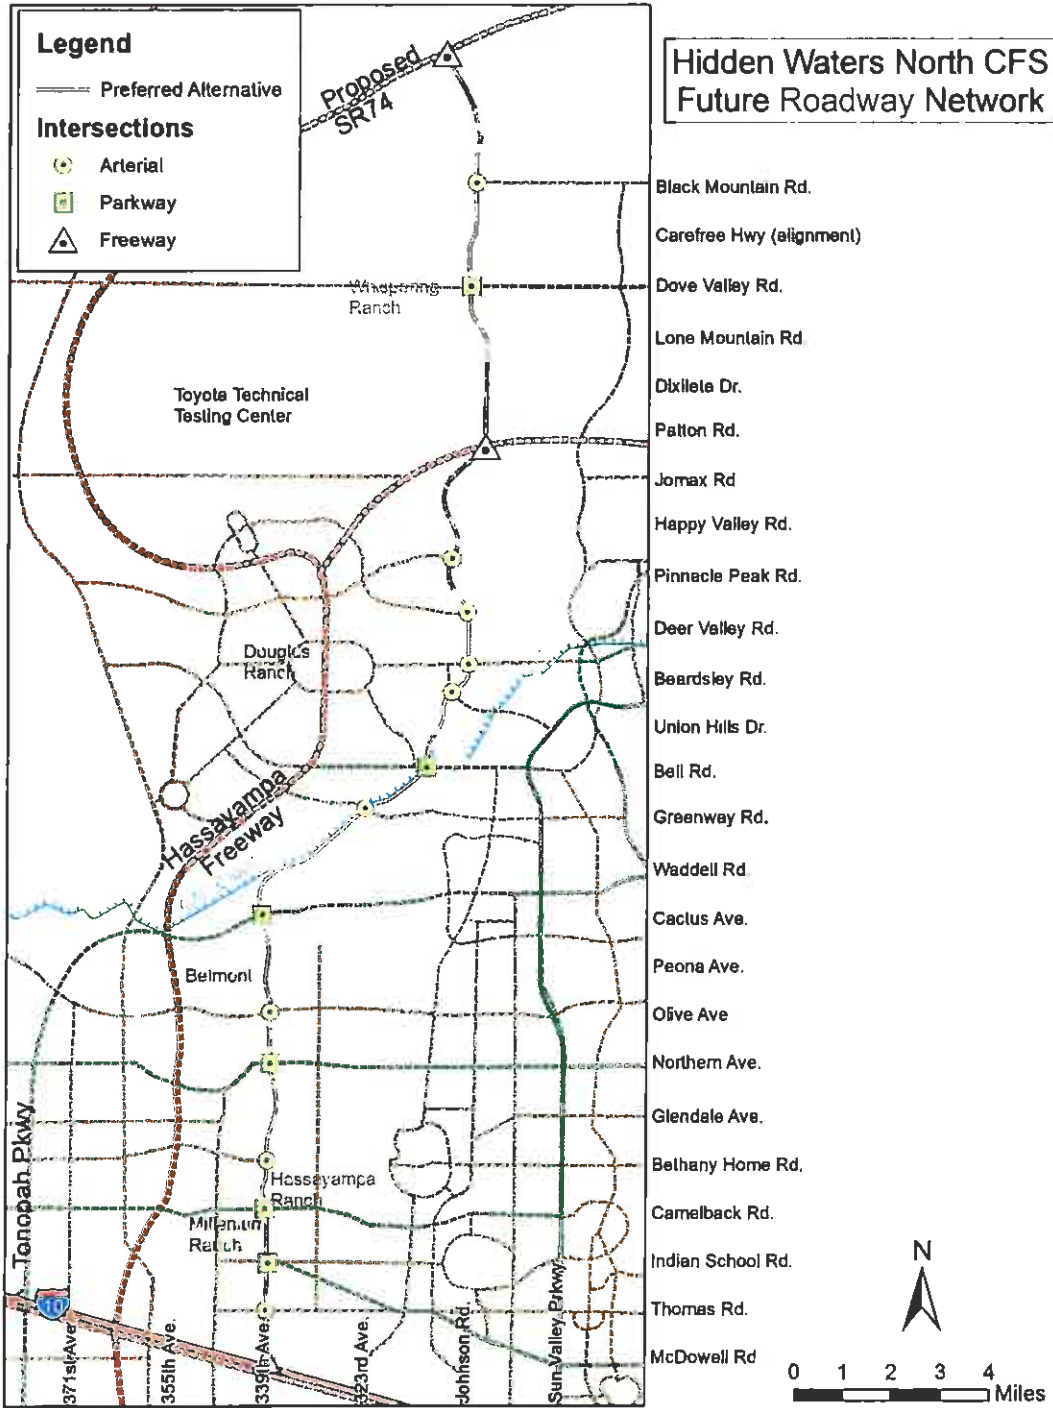 Legend
Preferred Alternative
Intersections
Arterial
Parkway
Freeway
Hidden Waters North CFS
Future Roadway Network
Proposed
SR74
Black Mountain Rd.
Carefree Hwy (alignment)
Dove Valley Rd.
Whispering
Ranch
Lone Mountain Rd
Toyota Technical
Testing Center
Dixileta Dr.
Patton Rd.
Jomax Rd
Happy Valley Rd.
Pinnacle Peak Rd.
Deer Valley Rd.
Douglas
Ranch
Beardsley Rd.
Union Hills Dr.
Bell Rd.
Hassayampa
Freeway
Greenway Rd.
Waddell Rd
Cactus Ave.
Belmont
Peoria Ave.
Olive Ave
Northern Ave.
Glendale Ave.
Bethany Home Rd.
Hassayampa
Ranch
Camelback Rd.
Millenium
Ranch
Indian School Rd.
Thomas Rd.
McDowell Rd
Tonopah Pkwy
10
371st Ave.
355th Ave.
339th Ave.
323rd Ave.
Johnson Rd.
Sun Valley Prkwy
N
0 1 2 3 4
Miles